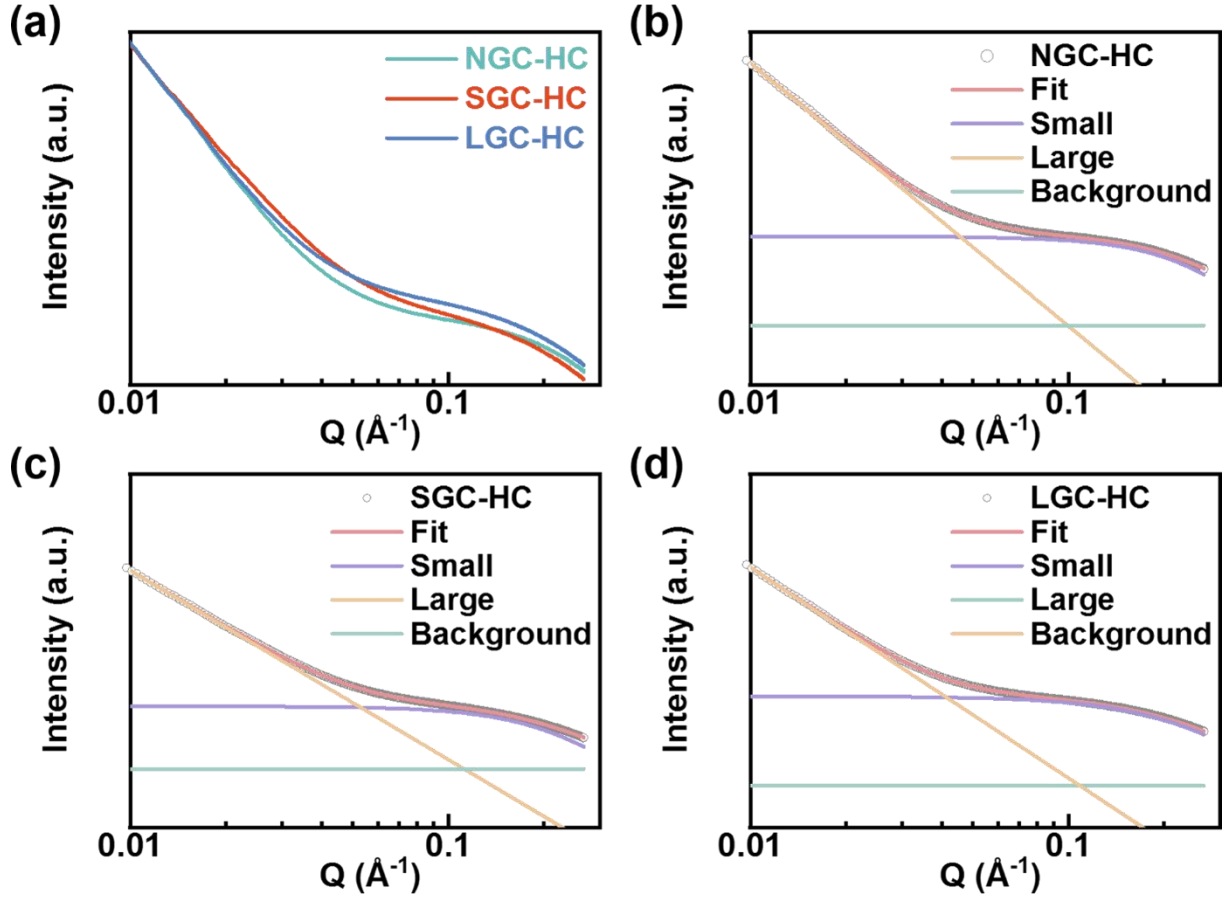 (a)
NGC-HC
SGC-HC
LGC-HC
Intensity (a.u.)
0.01
0.1
Q (Å⁻¹)
(b)
NGC-HC
Fit
Small
Large
Background
Intensity (a.u.)
0.01
0.1
Q (Å⁻¹)
(c)
SGC-HC
Fit
Small
Large
Background
Intensity (a.u.)
0.01
0.1
Q (Å⁻¹)
(d)
LGC-HC
Fit
Small
Large
Background
Intensity (a.u.)
0.01
0.1
Q (Å⁻¹)